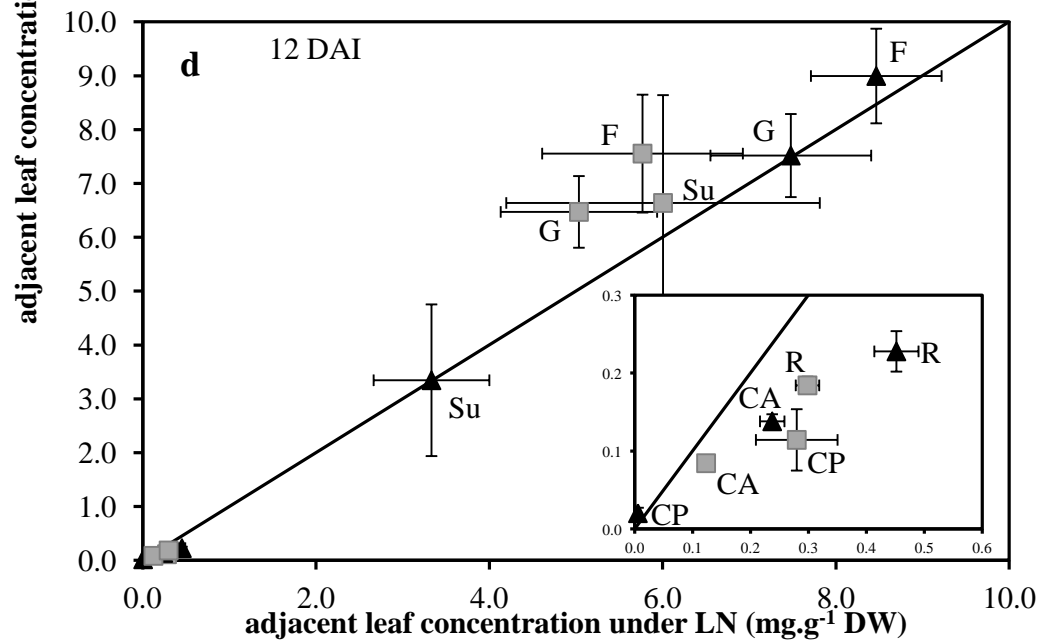 10.0
9.0
8.0
7.0
6.0
5.0
4.0
3.0
2.0
1.0
0.0
d
12 DAI
F
G
F
Su
G
Su
0.3
0.2
0.1
0.0
R
R
CA
CP
CA
CP
0.0 0.1 0.2 0.3 0.4 0.5 0.6
0.0 2.0 4.0 6.0 8.0 10.0
adjacent leaf concentration under LN (mg.g⁻¹ DW)
adjacent leaf